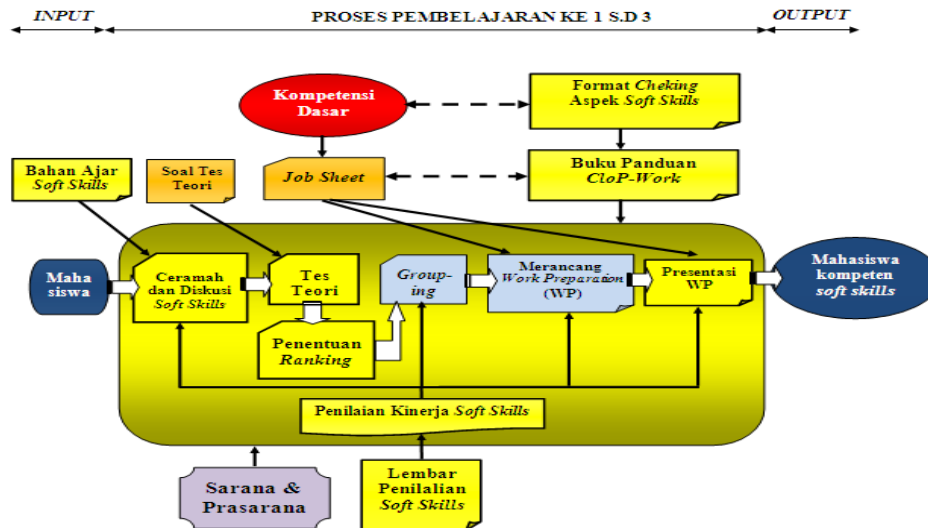 INPUT
PROSES PEMBELAJARAN KE 1 S.D 3
OUTPUT
Kompetensi
Dasar
Format Cheking
Aspek Soft Skills
Bahan Ajar
Soft Skills
Soal Tes
Teori
Job Sheet
Buku Panduan
CloP-Work
Maha
siswa
Ceramah
dan Diskusi
Soft Skills
Tes
Teori
Group-
ing
Merancang
Work Preparation
(WP)
Presentasi
WP
Mahasiswa
kompeten
soft skills
Penentuan
Ranking
Penilaian Kinerja Soft Skills
Sarana &
Prasarana
Lembar
Penilalian
Soft Skills